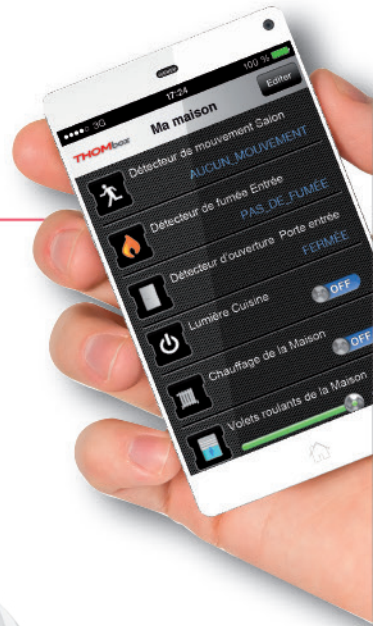 3G 17:24 100 %
THOMbox Ma maison Editer
Détecteur de mouvement Salon
AUCUN_MOUVEMENT
Détecteur de fumée Entrée
PAS_DE_FUMÉE
Détecteur d'ouverture Porte entrée
FERMÉE
Lumière Cuisine OFF
Chauffage de la Maison OFF
Volets roulants de la Maison